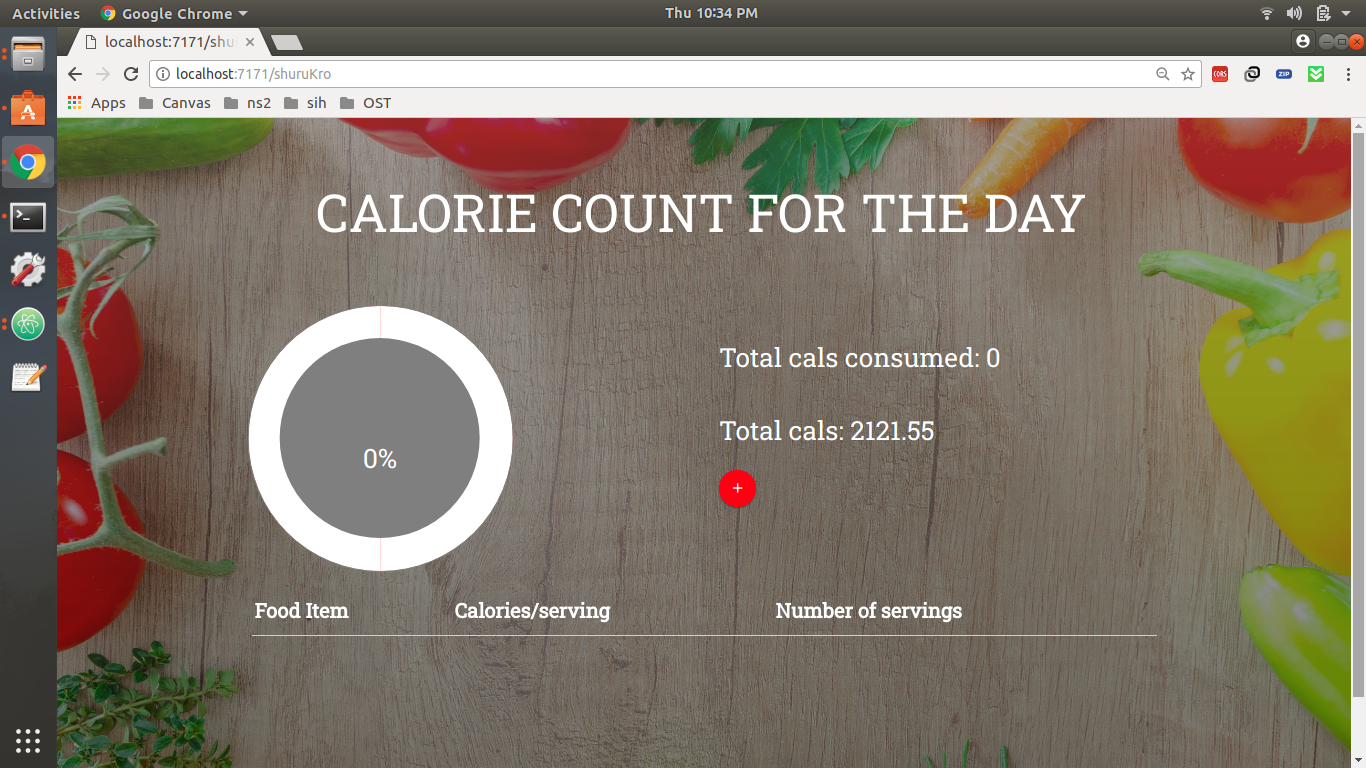 Activities Google Chrome Thu 10:34 PM
localhost:7171/shu
localhost:7171/shuruKro CORS ZIP
Apps Canvas ns2 sih OST
CALORIE COUNT FOR THE DAY
Total cals consumed: 0
Total cals: 2121.55
0%
+
Food Item Calories/serving Number of servings